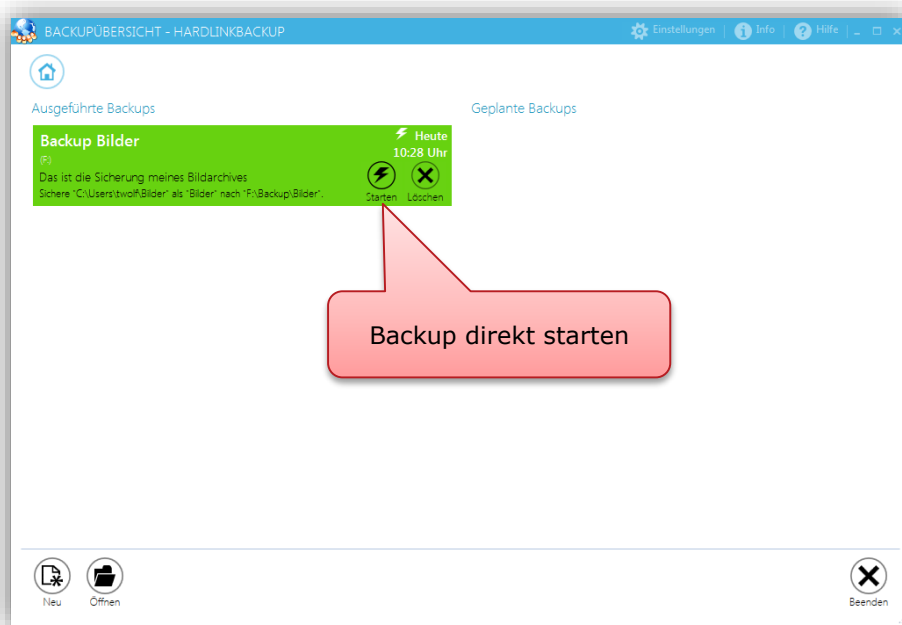 BACKUPÜBERSICHT - HARDLINKBACKUP
Einstellungen | Info | Hilfe
Ausgeführte Backups
Geplante Backups
Backup Bilder
Heute
10:28 Uhr
(F:)
Das ist die Sicherung meines Bildarchives
Sichere "C:\Users\twolf\Bilder" als "Bilder" nach "F:\Backup\Bilder".
Starten
Löschen
Backup direkt starten
Neu
Öffnen
Beenden